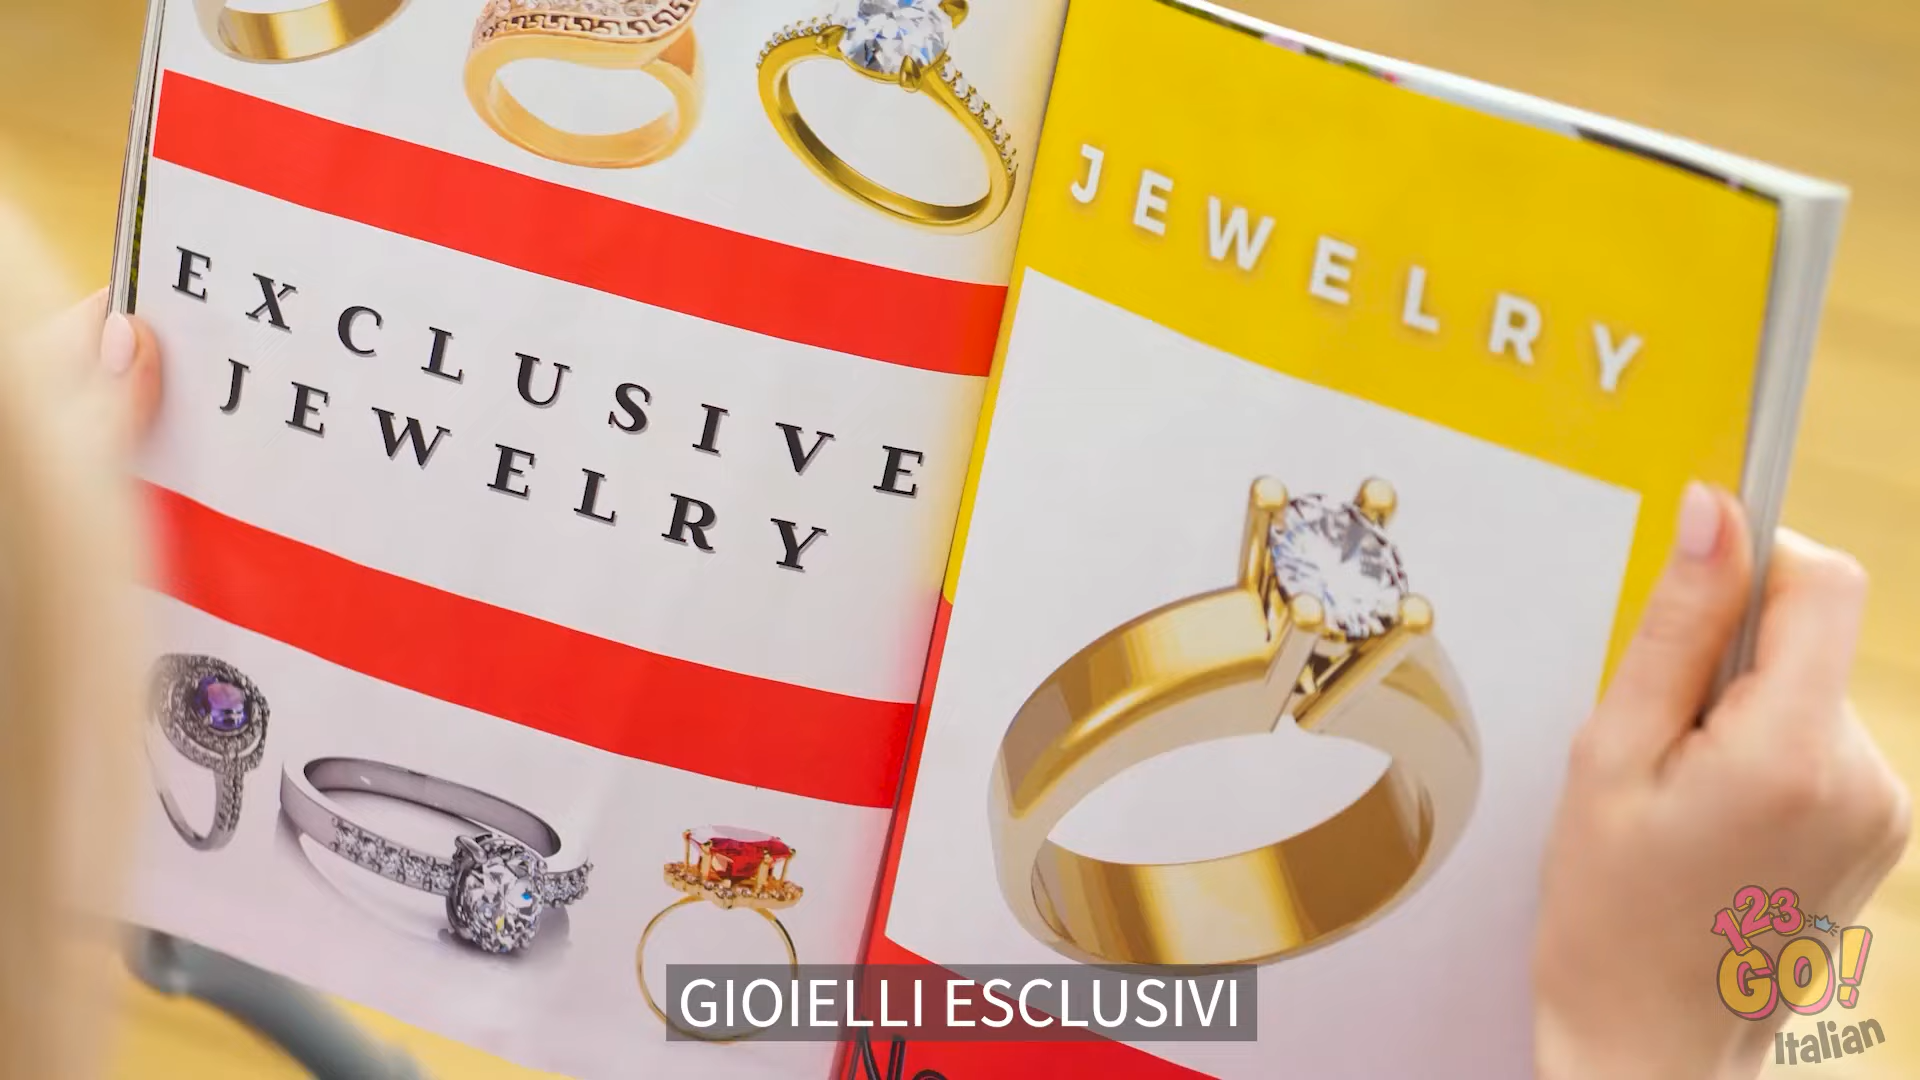 EXCLUSIVE
JEWELRY
JEWELRY
GIOIELLI ESCLUSIVI
123
GO!
Italian